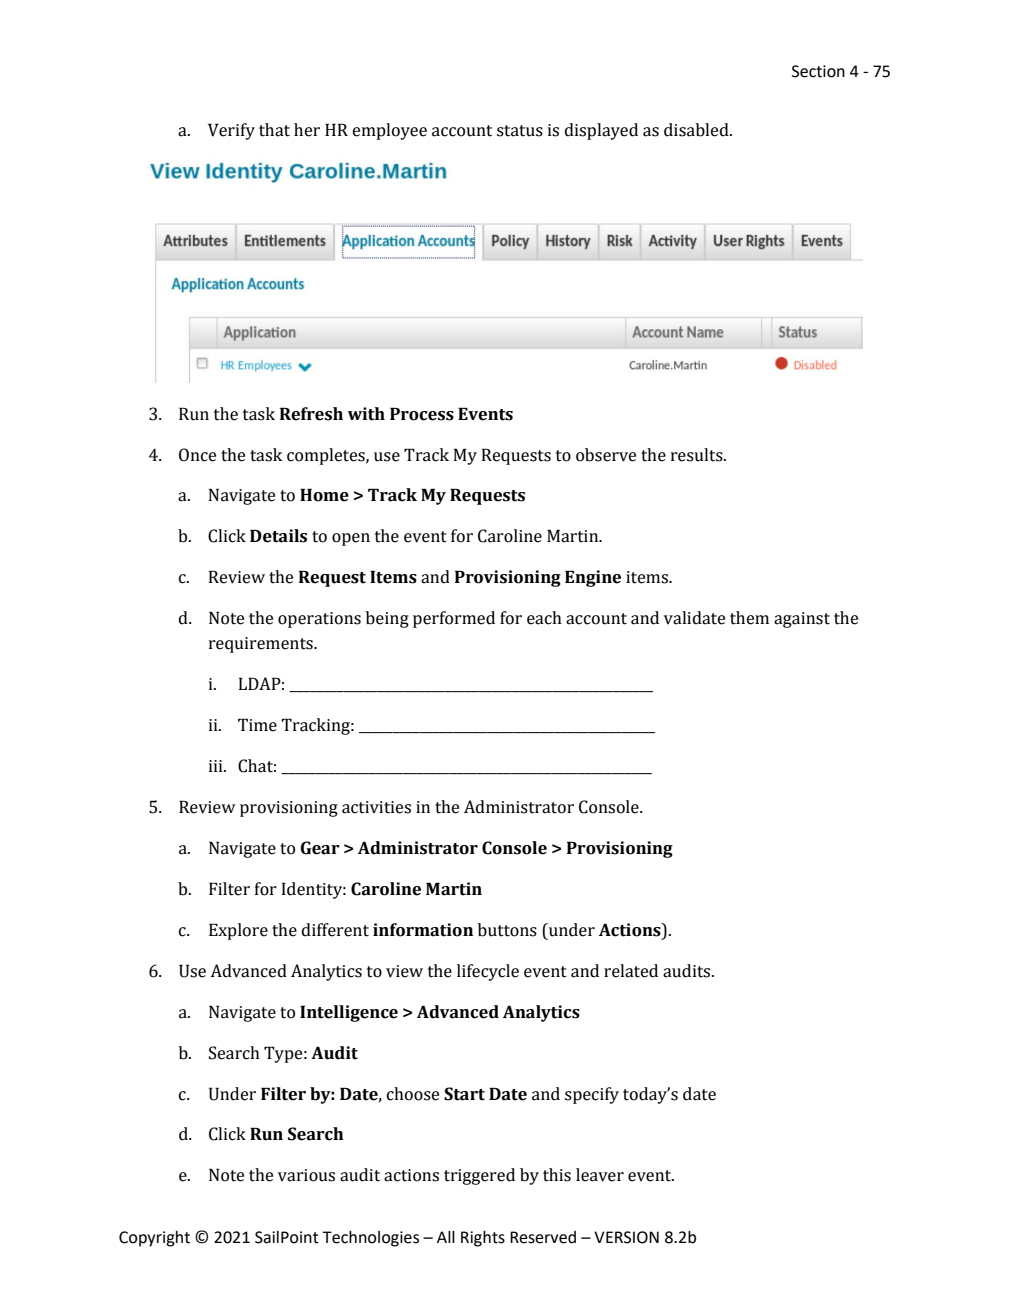 Section 4 - 75
a. Verify that her HR employee account status is displayed as disabled.
View Identity Caroline.Martin
Attributes Entitlements Application Accounts Policy History Risk Activity User Rights Events
Application Accounts
Application Account Name Status
HR Employees Caroline.Martin Disabled
3. Run the task Refresh with Process Events
4. Once the task completes, use Track My Requests to observe the results.
a. Navigate to Home > Track My Requests
b. Click Details to open the event for Caroline Martin.
c. Review the Request Items and Provisioning Engine items.
d. Note the operations being performed for each account and validate them against the
requirements.
i. LDAP: ___________________________________________
ii. Time Tracking: ___________________________________
iii. Chat: ____________________________________________
5. Review provisioning activities in the Administrator Console.
a. Navigate to Gear > Administrator Console > Provisioning
b. Filter for Identity: Caroline Martin
c. Explore the different information buttons (under Actions).
6. Use Advanced Analytics to view the lifecycle event and related audits.
a. Navigate to Intelligence > Advanced Analytics
b. Search Type: Audit
c. Under Filter by: Date, choose Start Date and specify today’s date
d. Click Run Search
e. Note the various audit actions triggered by this leaver event.
Copyright © 2021 SailPoint Technologies – All Rights Reserved – VERSION 8.2b